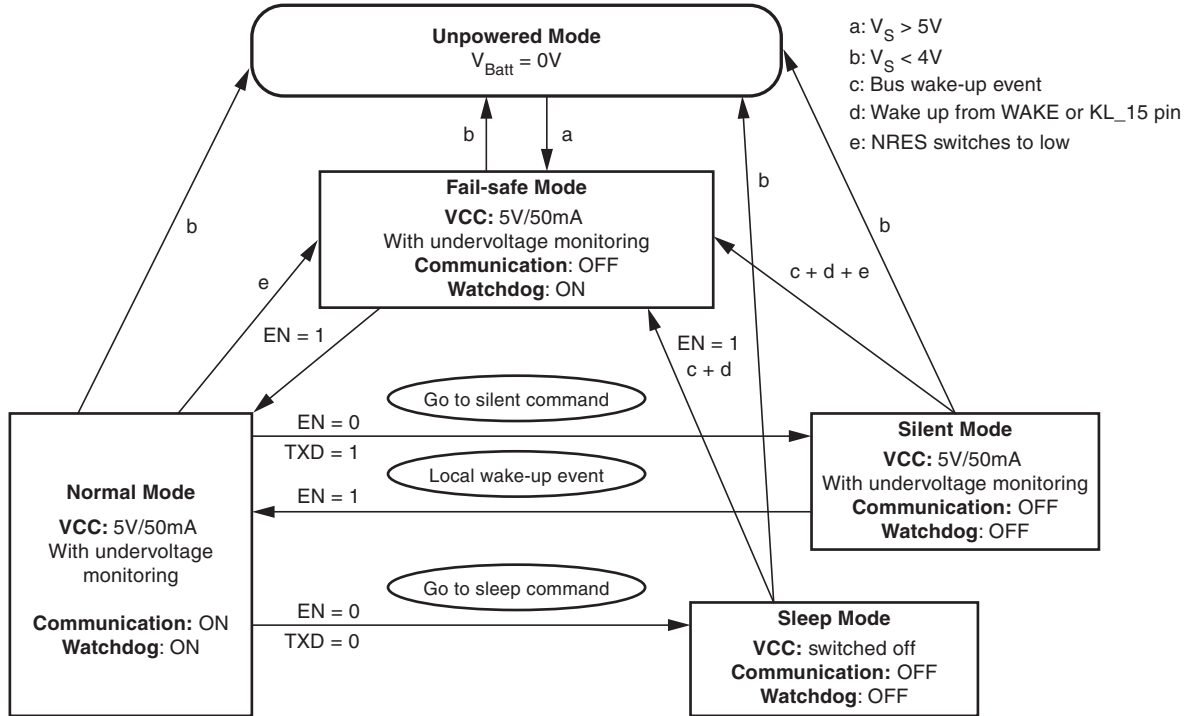 Unpowered Mode
V_Batt = 0V
a: V_S > 5V
b: V_S < 4V
c: Bus wake-up event
d: Wake up from WAKE or KL_15 pin
e: NRES switches to low
b
a
Fail-safe Mode
VCC: 5V/50mA
With undervoltage monitoring
Communication: OFF
Watchdog: ON
b
e
EN = 1
b
b
c + d + e
EN = 1
c + d
Go to silent command
EN = 0
TXD = 1
Local wake-up event
EN = 1
Silent Mode
VCC: 5V/50mA
With undervoltage monitoring
Communication: OFF
Watchdog: OFF
Normal Mode
VCC: 5V/50mA
With undervoltage
monitoring
Communication: ON
Watchdog: ON
Go to sleep command
EN = 0
TXD = 0
Sleep Mode
VCC: switched off
Communication: OFF
Watchdog: OFF